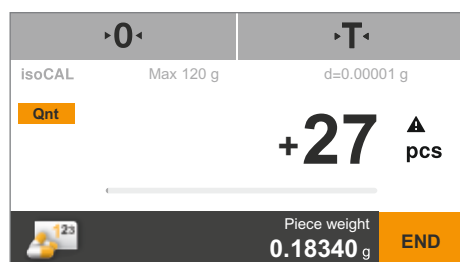 0 T
isoCAL Max 120 g d=0.00001 g
Qnt
+27 pcs
123
Piece weight
0.18340 g
END